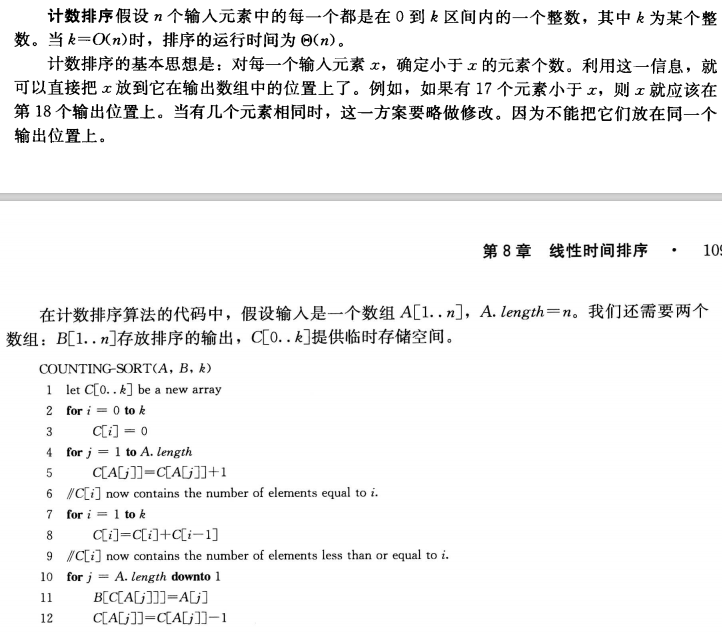 计数排序假设 n 个输入元素中的每一个都是在 0 到 k 区间内的一个整数，其中 k 为某个整
数。当 k=O(n)时，排序的运行时间为 Θ(n)。
计数排序的基本思想是：对每一个输入元素 x，确定小于 x 的元素个数。利用这一信息，就
可以直接把 x 放到它在输出数组中的位置上了。例如，如果有 17 个元素小于 x，则 x 就应该在
第 18 个输出位置上。当有几个元素相同时，这一方案要略做修改。因为不能把它们放在同一个
输出位置上。
第 8 章 线性时间排序 · 109
在计数排序算法的代码中，假设输入是一个数组 A[1..n]，A.length=n。我们还需要两个
数组：B[1..n]存放排序的输出，C[0..k]提供临时存储空间。
COUNTING-SORT(A, B, k)
1 let C[0..k] be a new array
2 for i = 0 to k
3 C[i] = 0
4 for j = 1 to A.length
5 C[A[j]]=C[A[j]]+1
6 //C[i] now contains the number of elements equal to i.
7 for i = 1 to k
8 C[i]=C[i]+C[i-1]
9 //C[i] now contains the number of elements less than or equal to i.
10 for j = A.length downto 1
11 B[C[A[j]]]=A[j]
12 C[A[j]]=C[A[j]]-1